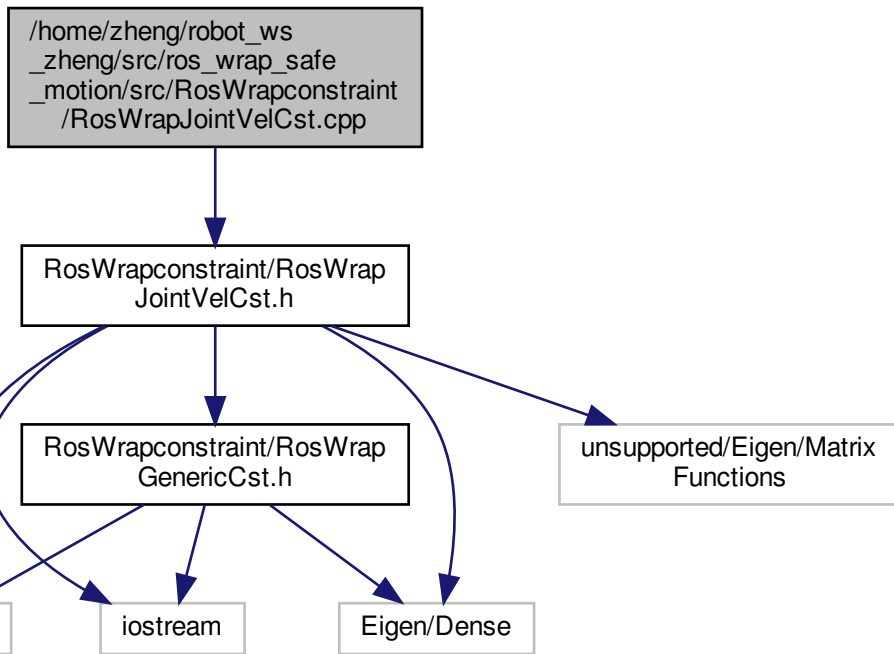 /home/zheng/robot_ws
_zheng/src/ros_wrap_safe
_motion/src/RosWrapconstraint
/RosWrapJointVelCst.cpp
RosWrapconstraint/RosWrap
JointVelCst.h
RosWrapconstraint/RosWrap
GenericCst.h
unsupported/Eigen/Matrix
Functions
iostream
Eigen/Dense